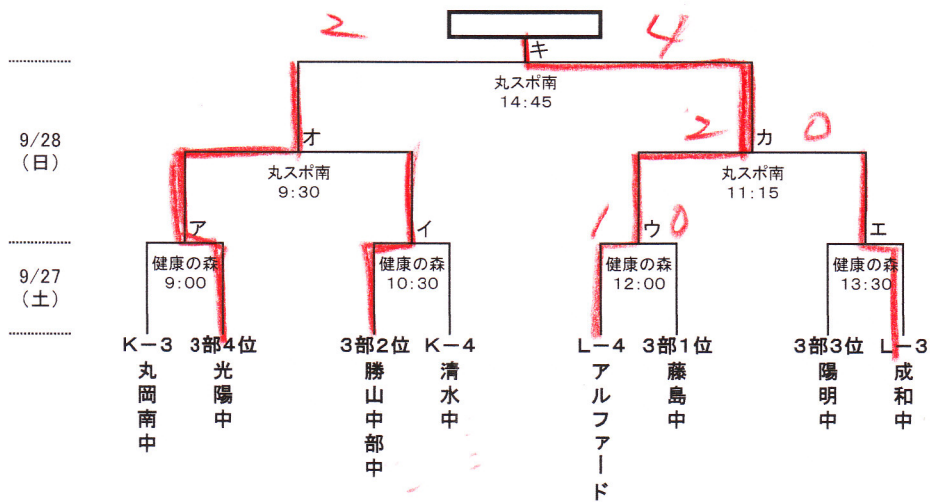 2 4
キ
丸スポ南
14:45
9/28
(日)
オ 2 カ 0
丸スポ南
9:30
丸スポ南
11:15
ア イ 1 ウ 0 エ
9/27
(土)
健康の森
9:00
健康の森
10:30
健康の森
12:00
健康の森
13:30
K-3 3部4位 3部2位 K-4 L-4 3部1位 3部3位 L-3
丸岡南中
光陽中
勝山中部中
清水中
アルファード
藤島中
陽明中
成和中